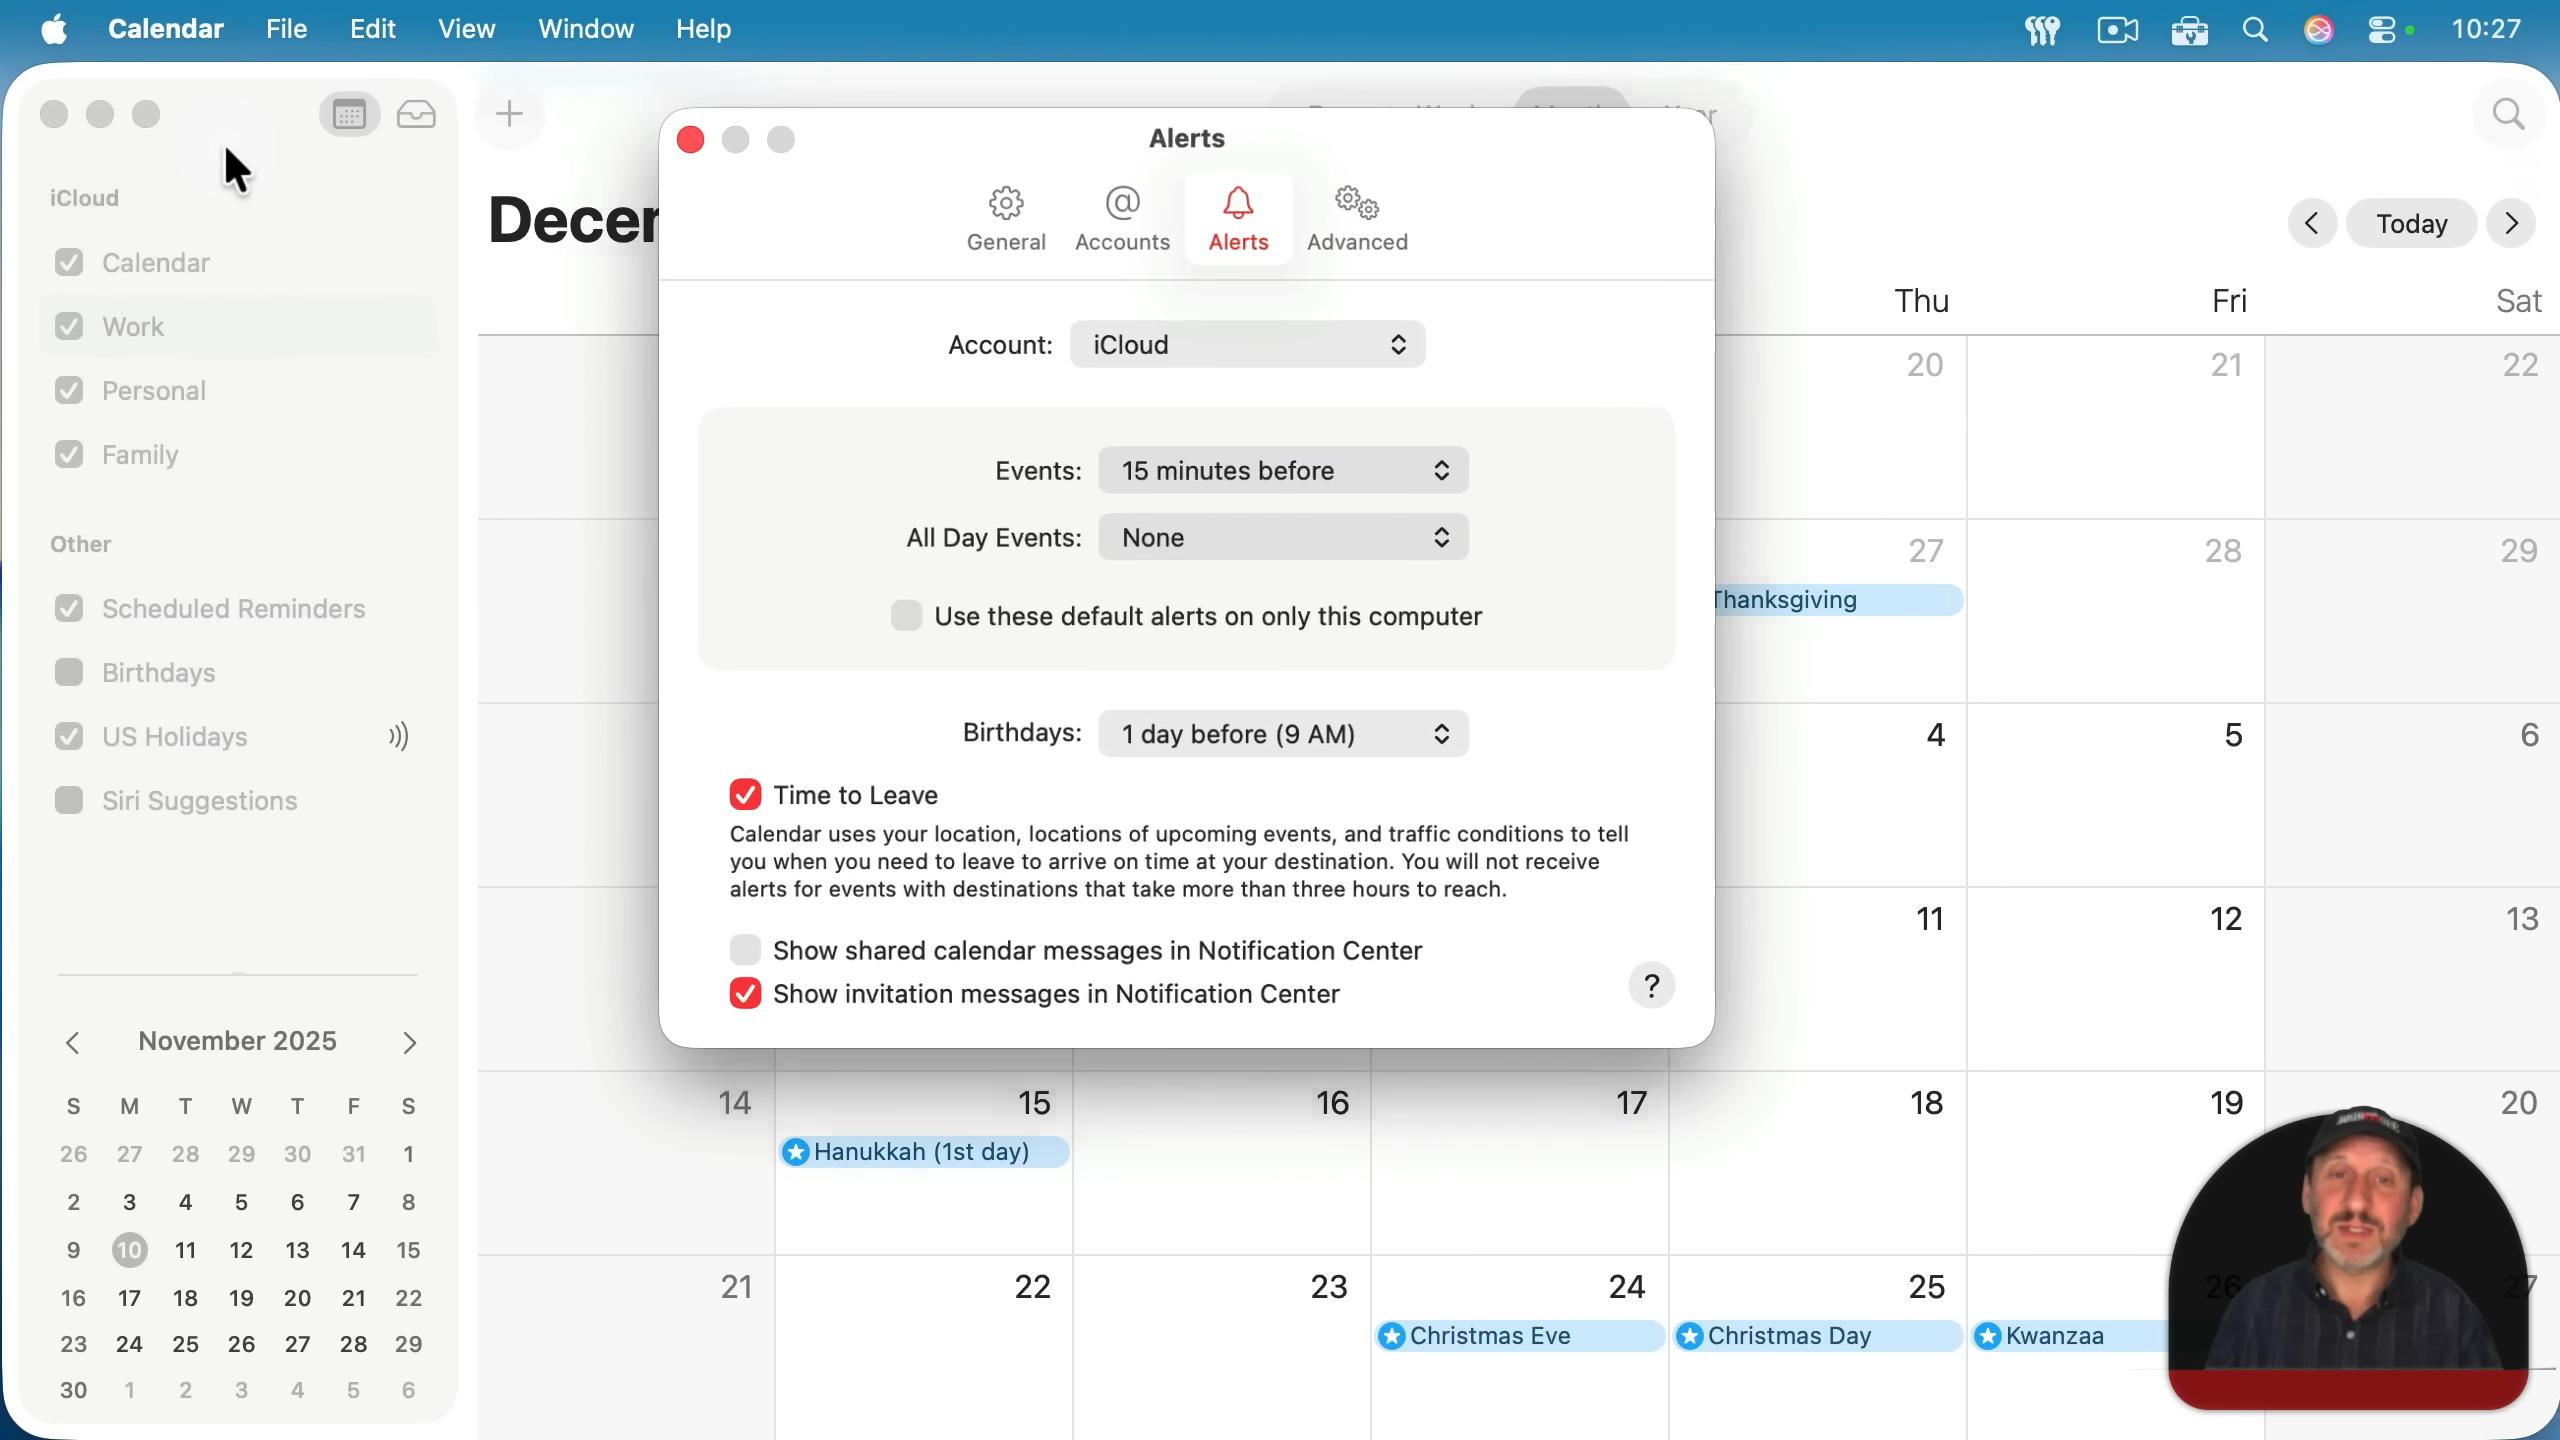 Calendar File Edit View Window Help 10:27
iCloud
Calendar
Work
Personal
Family
Other
Scheduled Reminders
Birthdays
US Holidays
Siri Suggestions
November 2025
S M T W T F S
26 27 28 29 30 31 1
2 3 4 5 6 7 8
9 10 11 12 13 14 15
16 17 18 19 20 21 22
23 24 25 26 27 28 29
30 1 2 3 4 5 6
Alerts
General Accounts Alerts Advanced
Account: iCloud
Events: 15 minutes before
All Day Events: None
Use these default alerts on only this computer
Birthdays: 1 day before (9 AM)
Time to Leave
Calendar uses your location, locations of upcoming events, and traffic conditions to tell
you when you need to leave to arrive on time at your destination. You will not receive
alerts for events with destinations that take more than three hours to reach.
Show shared calendar messages in Notification Center
Show invitation messages in Notification Center
?
Decem
Today
Thu Fri Sat
20 21 22
27 28 29
Thanksgiving
4 5 6
11 12 13
14 15 16 17 18 19 20
Hanukkah (1st day)
21 22 23 24 25 26 27
Christmas Eve Christmas Day Kwanzaa